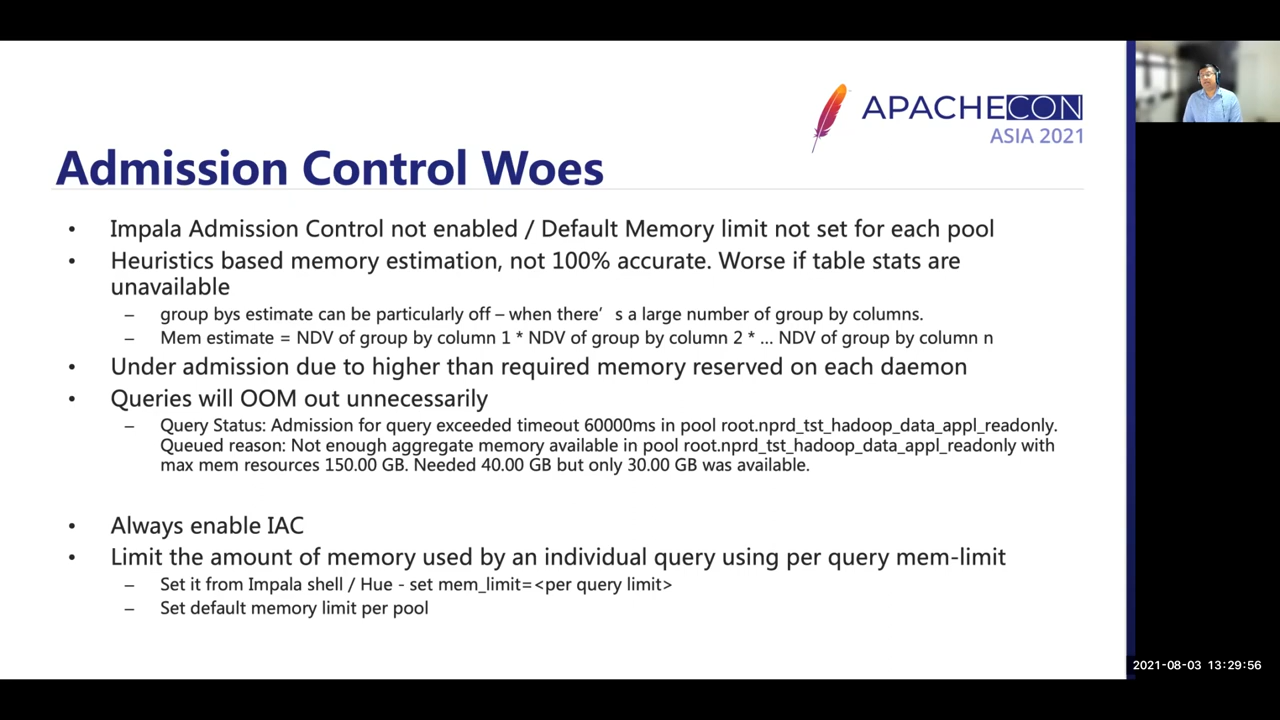 APACHECON
ASIA 2021
Admission Control Woes
• Impala Admission Control not enabled / Default Memory limit not set for each pool
• Heuristics based memory estimation, not 100% accurate. Worse if table stats are
unavailable
– group bys estimate can be particularly off – when there’ s a large number of group by columns.
– Mem estimate = NDV of group by column 1 * NDV of group by column 2 * ... NDV of group by column n
• Under admission due to higher than required memory reserved on each daemon
• Queries will OOM out unnecessarily
– Query Status: Admission for query exceeded timeout 60000ms in pool root.nprd_tst_hadoop_data_appl_readonly.
Queued reason: Not enough aggregate memory available in pool root.nprd_tst_hadoop_data_appl_readonly with
max mem resources 150.00 GB. Needed 40.00 GB but only 30.00 GB was available.
• Always enable IAC
• Limit the amount of memory used by an individual query using per query mem-limit
– Set it from Impala shell / Hue - set mem_limit=<per query limit>
– Set default memory limit per pool
2021-08-03 13:29:56